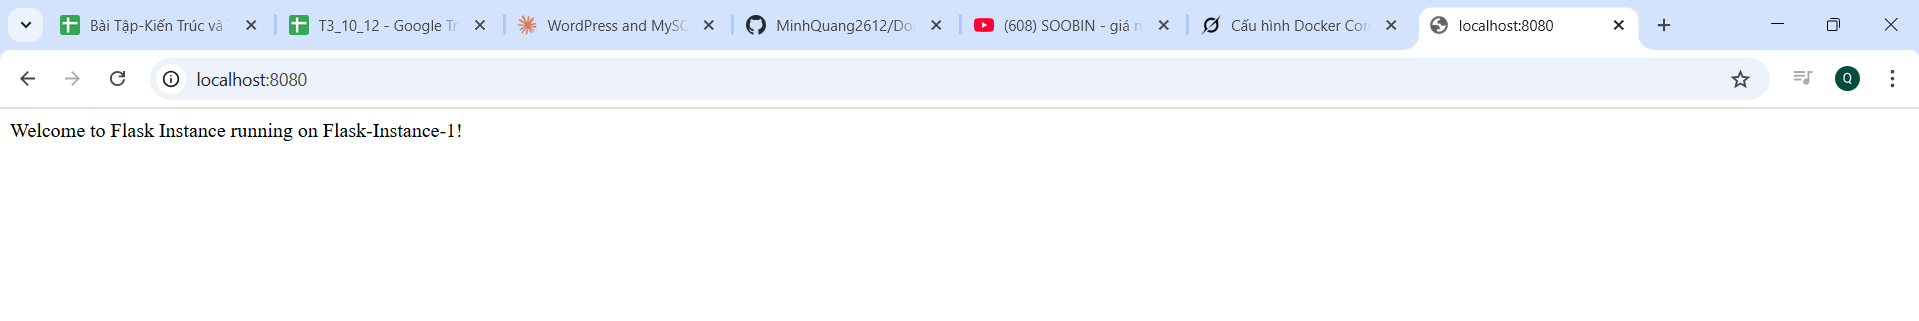 Bài Tập-Kiến Trúc và
T3_10_12 - Google Tr
WordPress and MySQ
MinhQuang2612/Do
(608) SOOBIN - giá n
Cấu hình Docker Con
localhost:8080
localhost:8080
Q
Welcome to Flask Instance running on Flask-Instance-1!